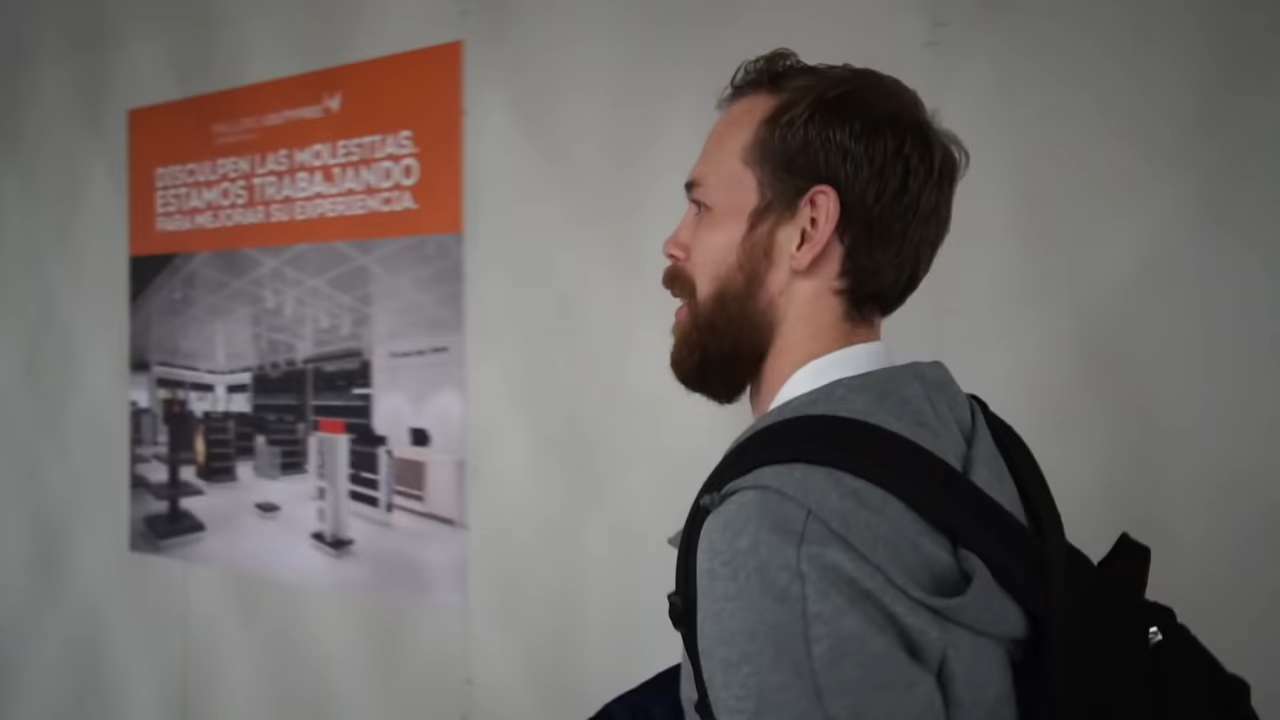 DISCULPEN LAS MOLESTIAS.
ESTAMOS TRABAJANDO
PARA MEJORAR SU EXPERIENCIA.